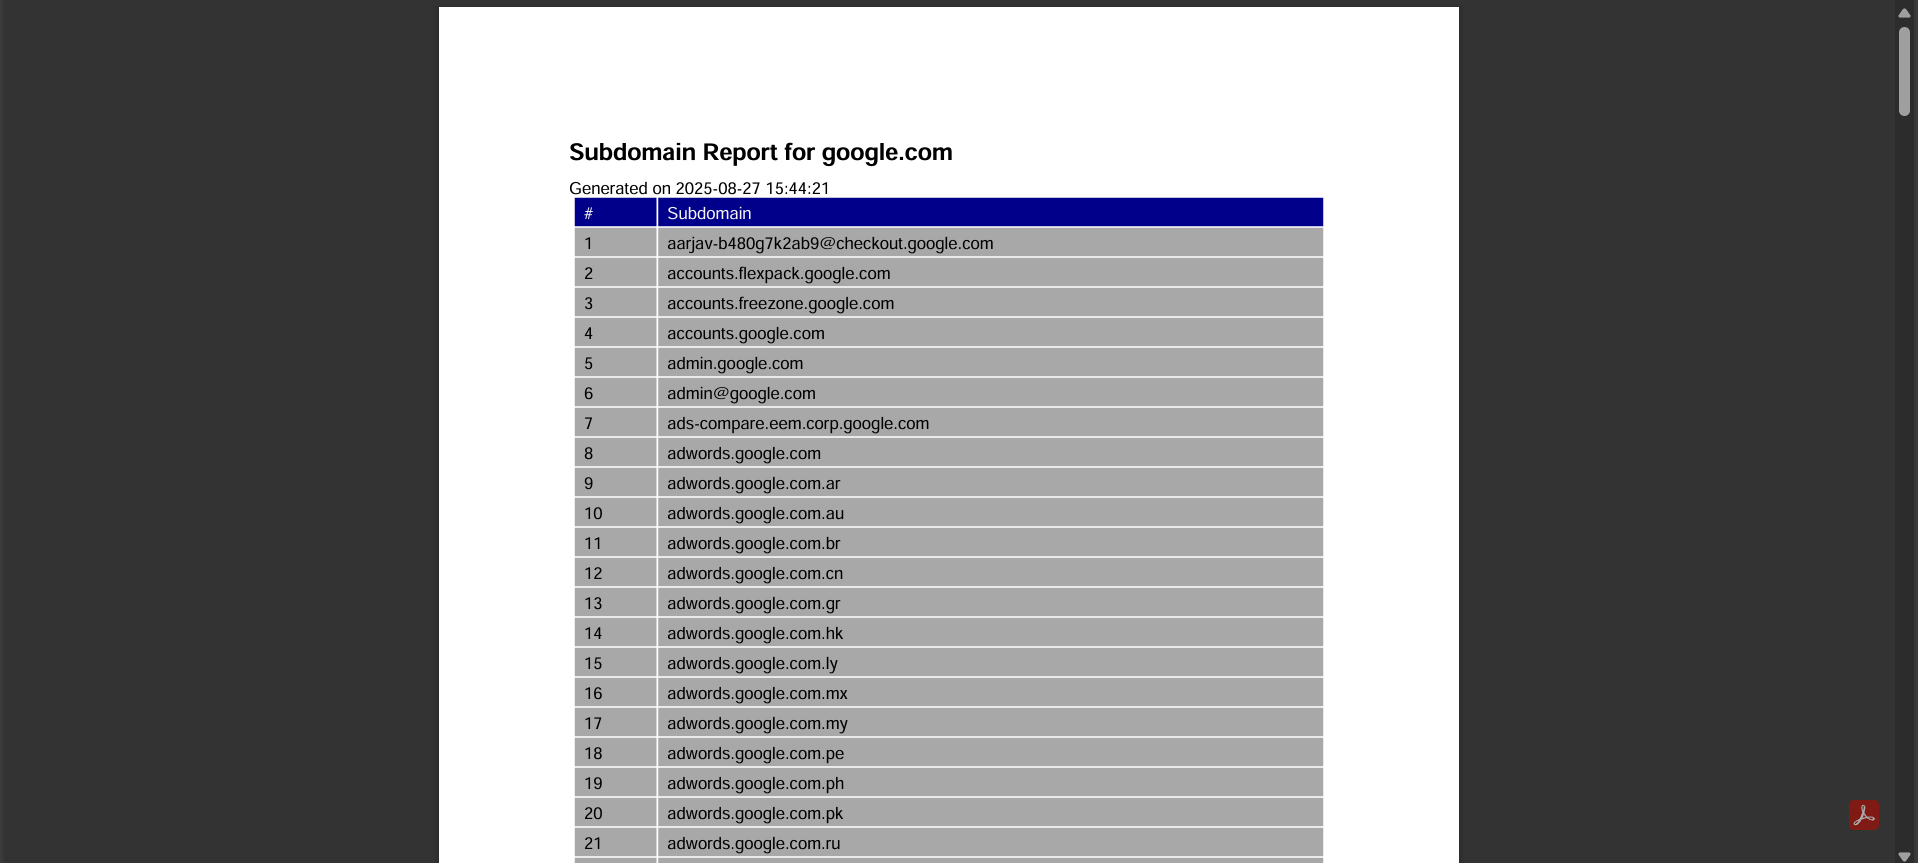 Subdomain Report for google.com
Generated on 2025-08-27 15:44:21
# Subdomain
1 aarjav-b480g7k2ab9@checkout.google.com
2 accounts.flexpack.google.com
3 accounts.freezone.google.com
4 accounts.google.com
5 admin.google.com
6 admin@google.com
7 ads-compare.eem.corp.google.com
8 adwords.google.com
9 adwords.google.com.ar
10 adwords.google.com.au
11 adwords.google.com.br
12 adwords.google.com.cn
13 adwords.google.com.gr
14 adwords.google.com.hk
15 adwords.google.com.ly
16 adwords.google.com.mx
17 adwords.google.com.my
18 adwords.google.com.pe
19 adwords.google.com.ph
20 adwords.google.com.pk
21 adwords.google.com.ru